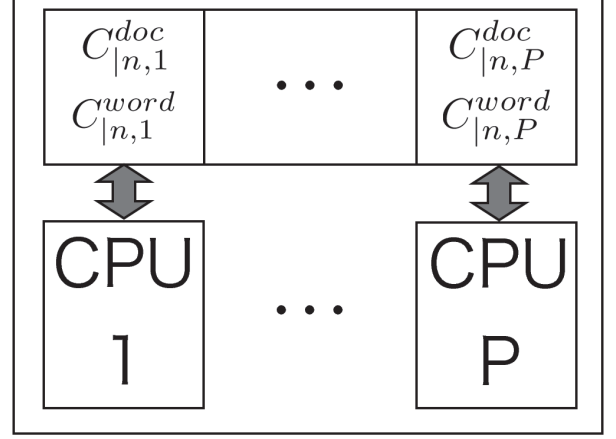 C^{doc}_{|n,1} ... C^{doc}_{|n,P}
C^{word}_{|n,1} C^{word}_{|n,P}
CPU ... CPU
1 P